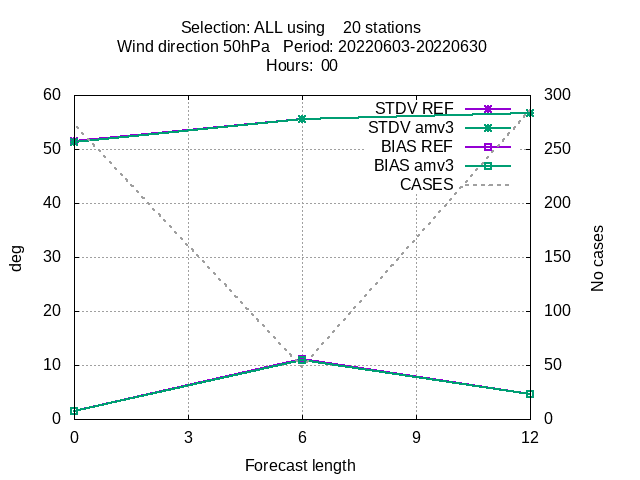 Selection: ALL using    20 stations
Wind direction 50hPa   Period: 20220603-20220630
Hours:  00
60
50
40
30
20
10
0
deg
300
250
200
150
100
50
0
No cases
STDV REF
STDV amv3
BIAS REF
BIAS amv3
CASES
0 3 6 9 12
Forecast length